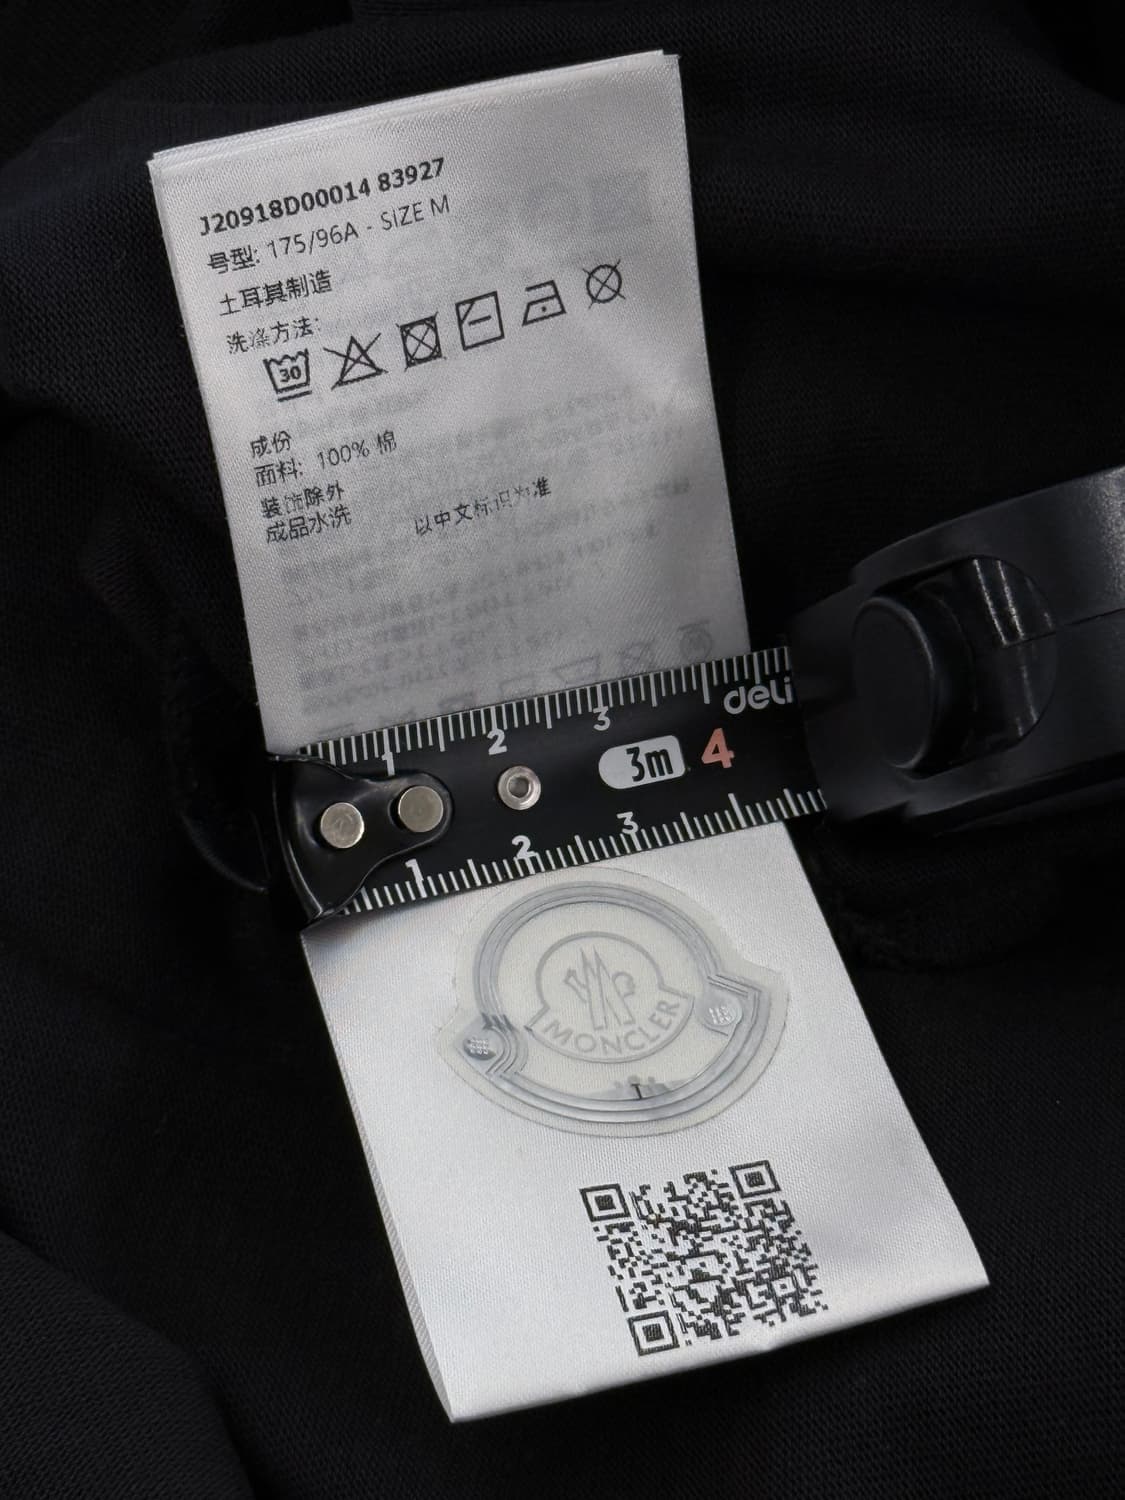 J20918D00014 83927
号型: 175/96A - SIZE M
土耳其制造
洗涤方法:
30
成份
面料: 100% 棉
装饰除外
成品水洗
以中文标识为准
1 2 3
deli
3m 4
1 2 3
MONCLER